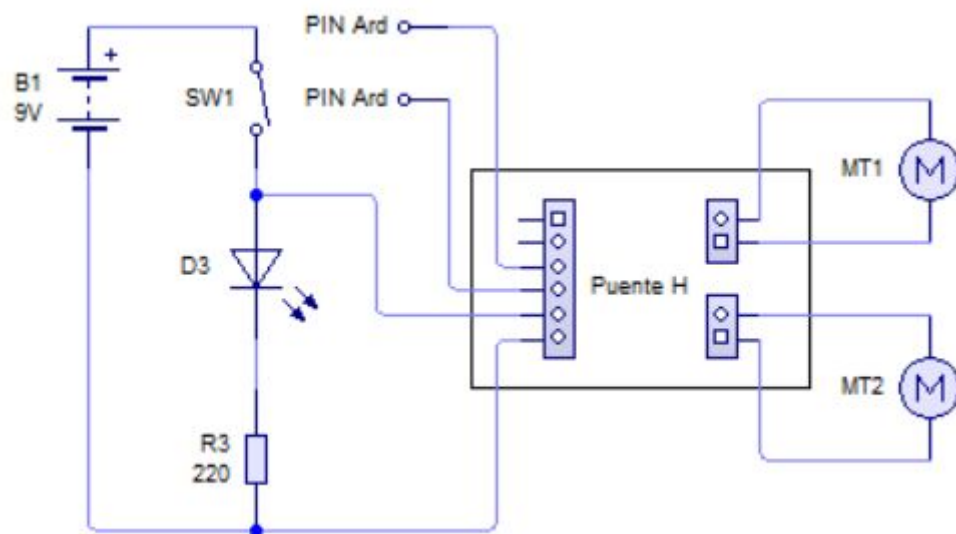 PIN Ard
B1
9V
+
SW1
PIN Ard
MT1
M
D3
Puente H
MT2
M
R3
220